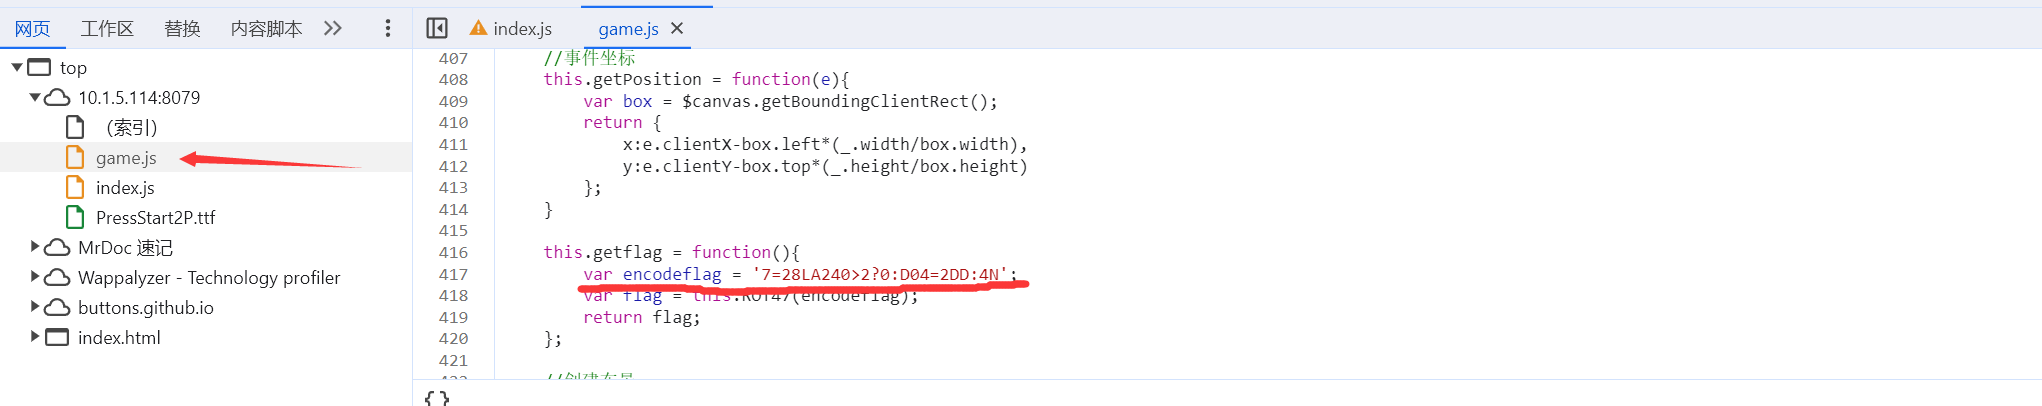 网页 工作区 替换 内容脚本
top
10.1.5.114:8079
（索引）
game.js
index.js
PressStart2P.ttf
MrDoc 速记
Wappalyzer - Technology profiler
buttons.github.io
index.html
index.js game.js
407 //事件坐标
408 this.getPosition = function(e){
409 var box = $canvas.getBoundingClientRect();
410 return {
411 x:e.clientX-box.left*(_.width/box.width),
412 y:e.clientY-box.top*(_.height/box.height)
413 };
414 }
415
416 this.getflag = function(){
417 var encodeflag = '7=28LA240>2?0:D04=2DD:4N';
418 var flag = this.ROT47(encodeflag);
419 return flag;
420 };
421
{}